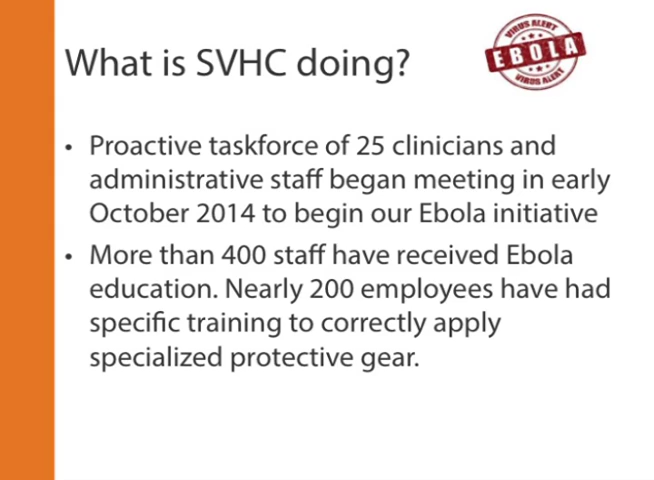 What is SVHC doing?
VIRUS ALERT
EBOLA
VIRUS ALERT
• Proactive taskforce of 25 clinicians and
administrative staff began meeting in early
October 2014 to begin our Ebola initiative
• More than 400 staff have received Ebola
education. Nearly 200 employees have had
specific training to correctly apply
specialized protective gear.